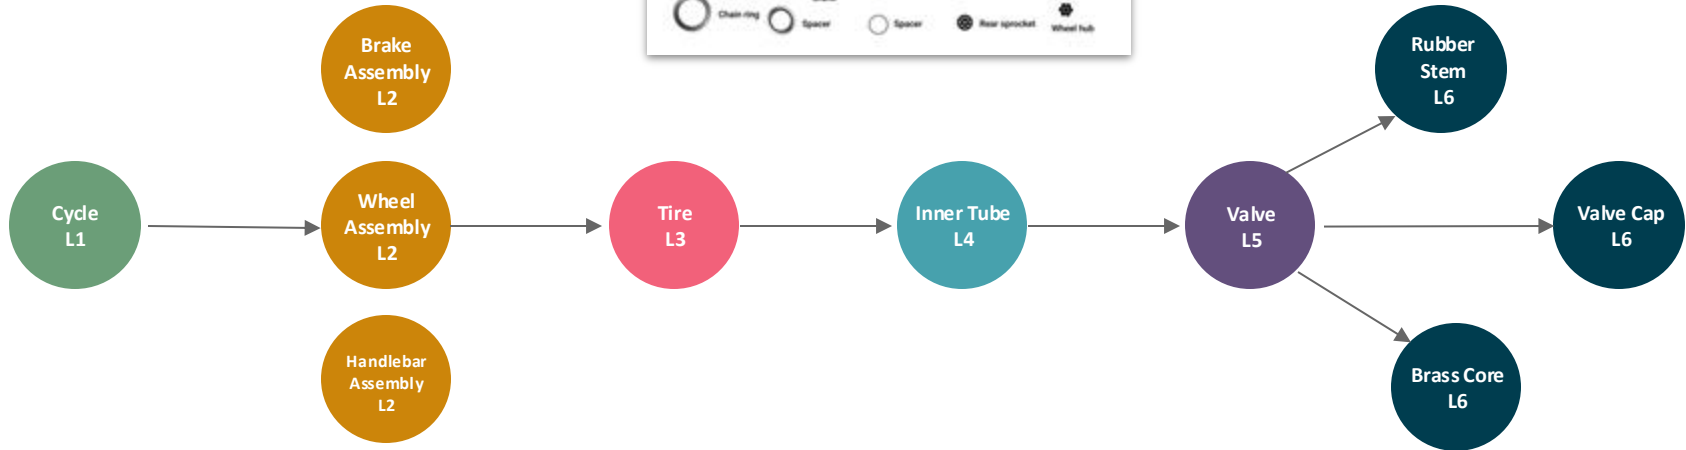 Chain ring
Spacer
Spacer
Rear sprocket
Wheel hub
Brake
Assembly
L2
Rubber
Stem
L6
Cycle
L1
Wheel
Assembly
L2
Tire
L3
Inner Tube
L4
Valve
L5
Valve Cap
L6
Handlebar
Assembly
L2
Brass Core
L6